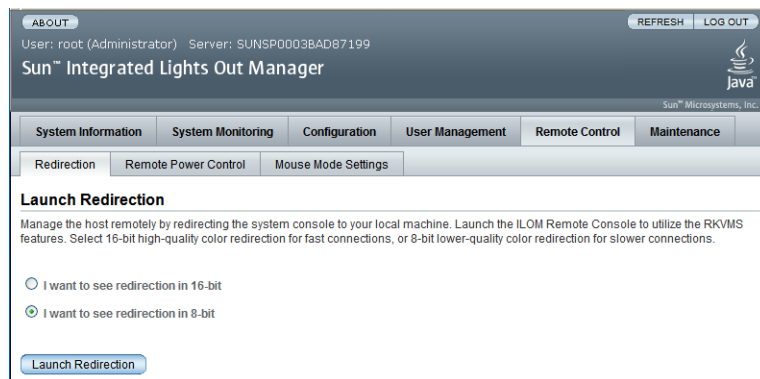 ABOUT
REFRESH LOG OUT
User: root (Administrator) Server: SUNSP0003BAD87199
Sun™ Integrated Lights Out Manager
Java™
Sun™ Microsystems, Inc.
System Information System Monitoring Configuration User Management Remote Control Maintenance
Redirection Remote Power Control Mouse Mode Settings
Launch Redirection
Manage the host remotely by redirecting the system console to your local machine. Launch the ILOM Remote Console to utilize the RKVMS
features. Select 16-bit high-quality color redirection for fast connections, or 8-bit lower-quality color redirection for slower connections.
I want to see redirection in 16-bit
I want to see redirection in 8-bit
Launch Redirection